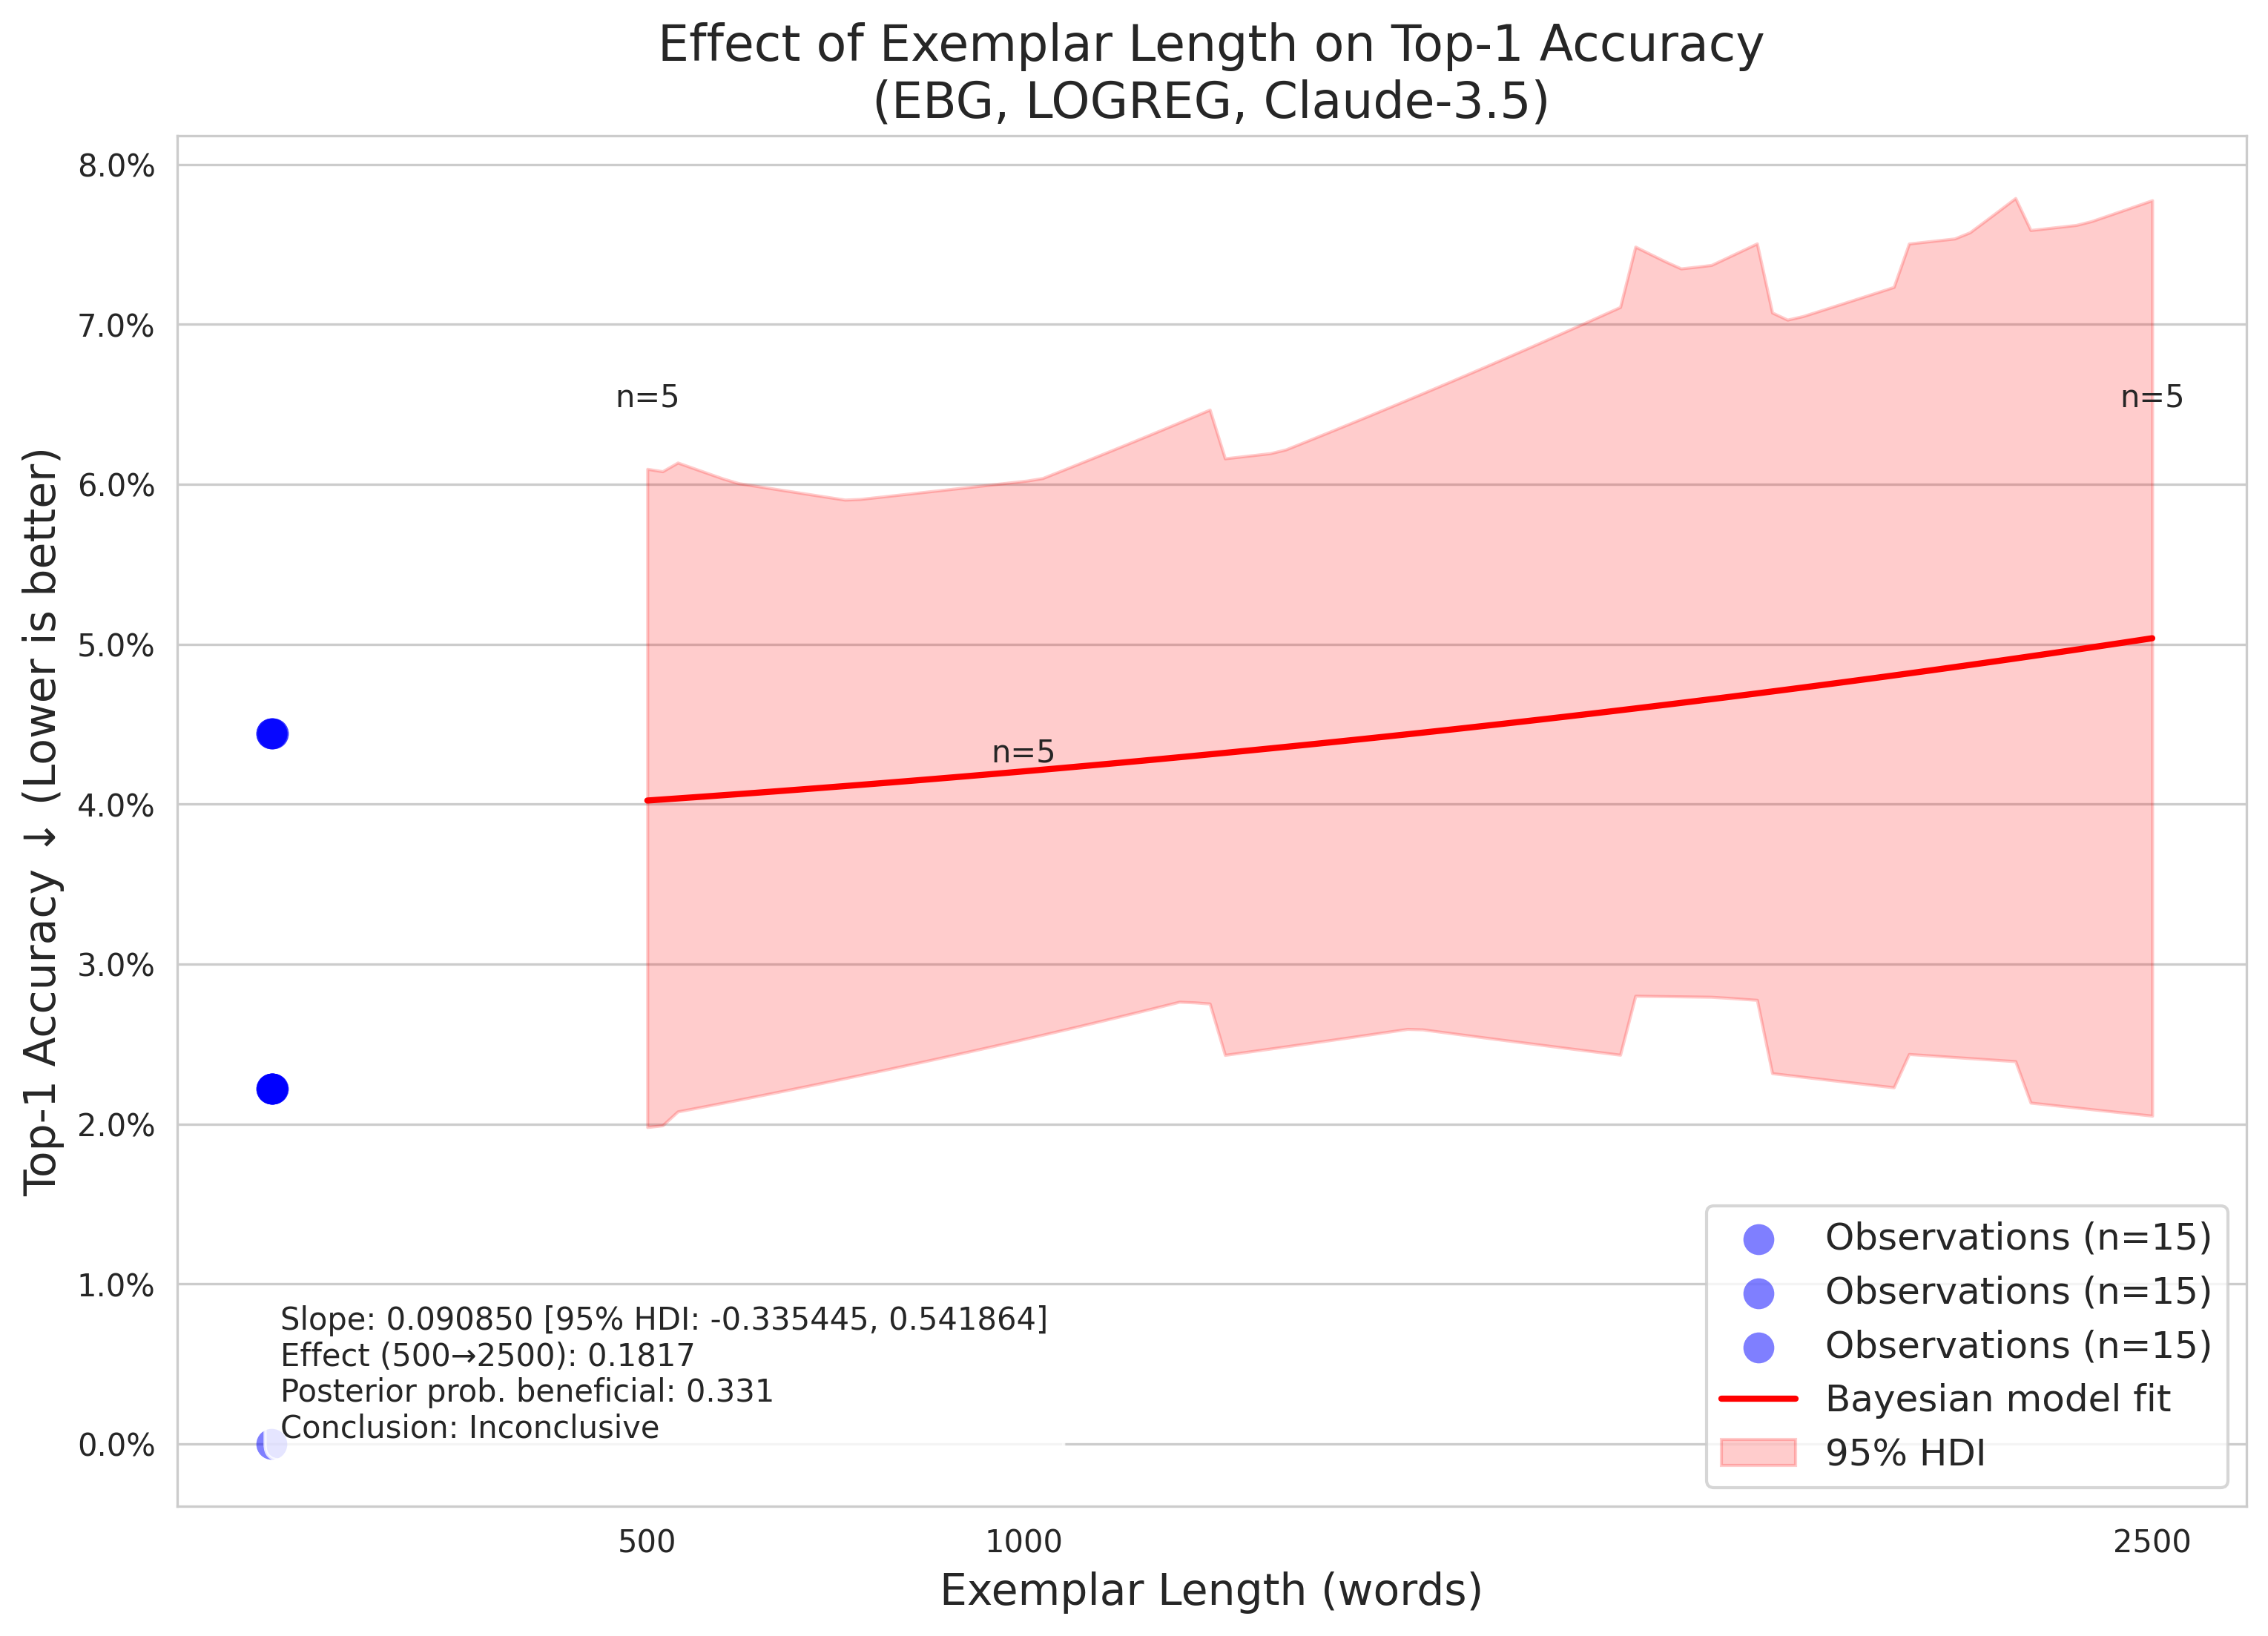 Effect of Exemplar Length on Top-1 Accuracy
(EBG, LOGREG, Claude-3.5)
Top-1 Accuracy ↓ (Lower is better)
8.0%
7.0%
6.0%
5.0%
4.0%
3.0%
2.0%
1.0%
0.0%
n=5
n=5
n=5
Slope: 0.090850 [95% HDI: -0.335445, 0.541864]
Effect (500→2500): 0.1817
Posterior prob. beneficial: 0.331
Conclusion: Inconclusive
Observations (n=15)
Observations (n=15)
Observations (n=15)
Bayesian model fit
95% HDI
500
1000
2500
Exemplar Length (words)